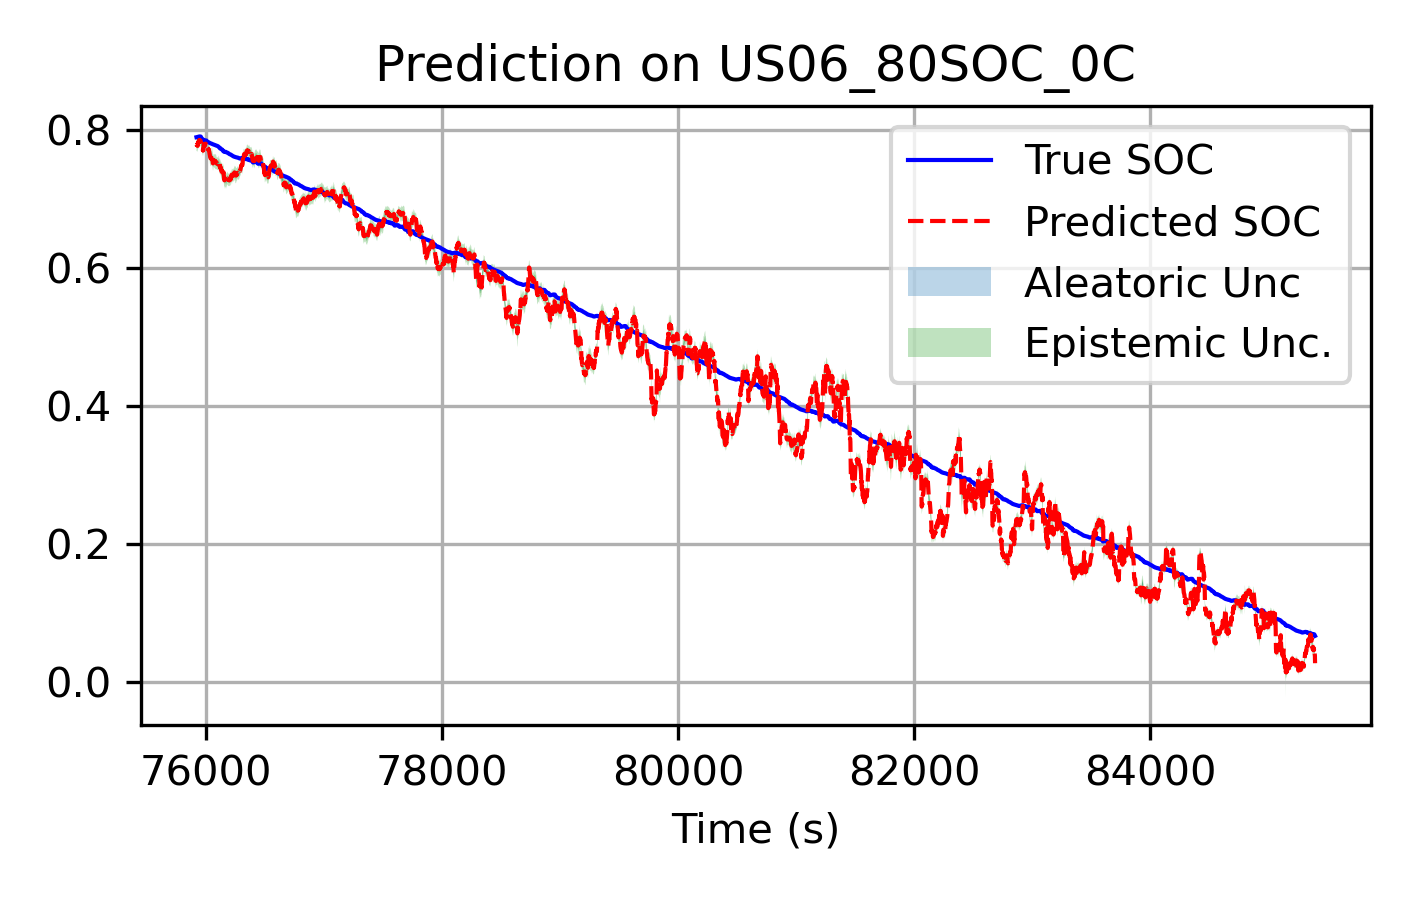 Prediction on US06_80SOC_0C
True SOC
Predicted SOC
Aleatoric Unc
Epistemic Unc.
0.8
0.6
0.4
0.2
0.0
76000 78000 80000 82000 84000
Time (s)